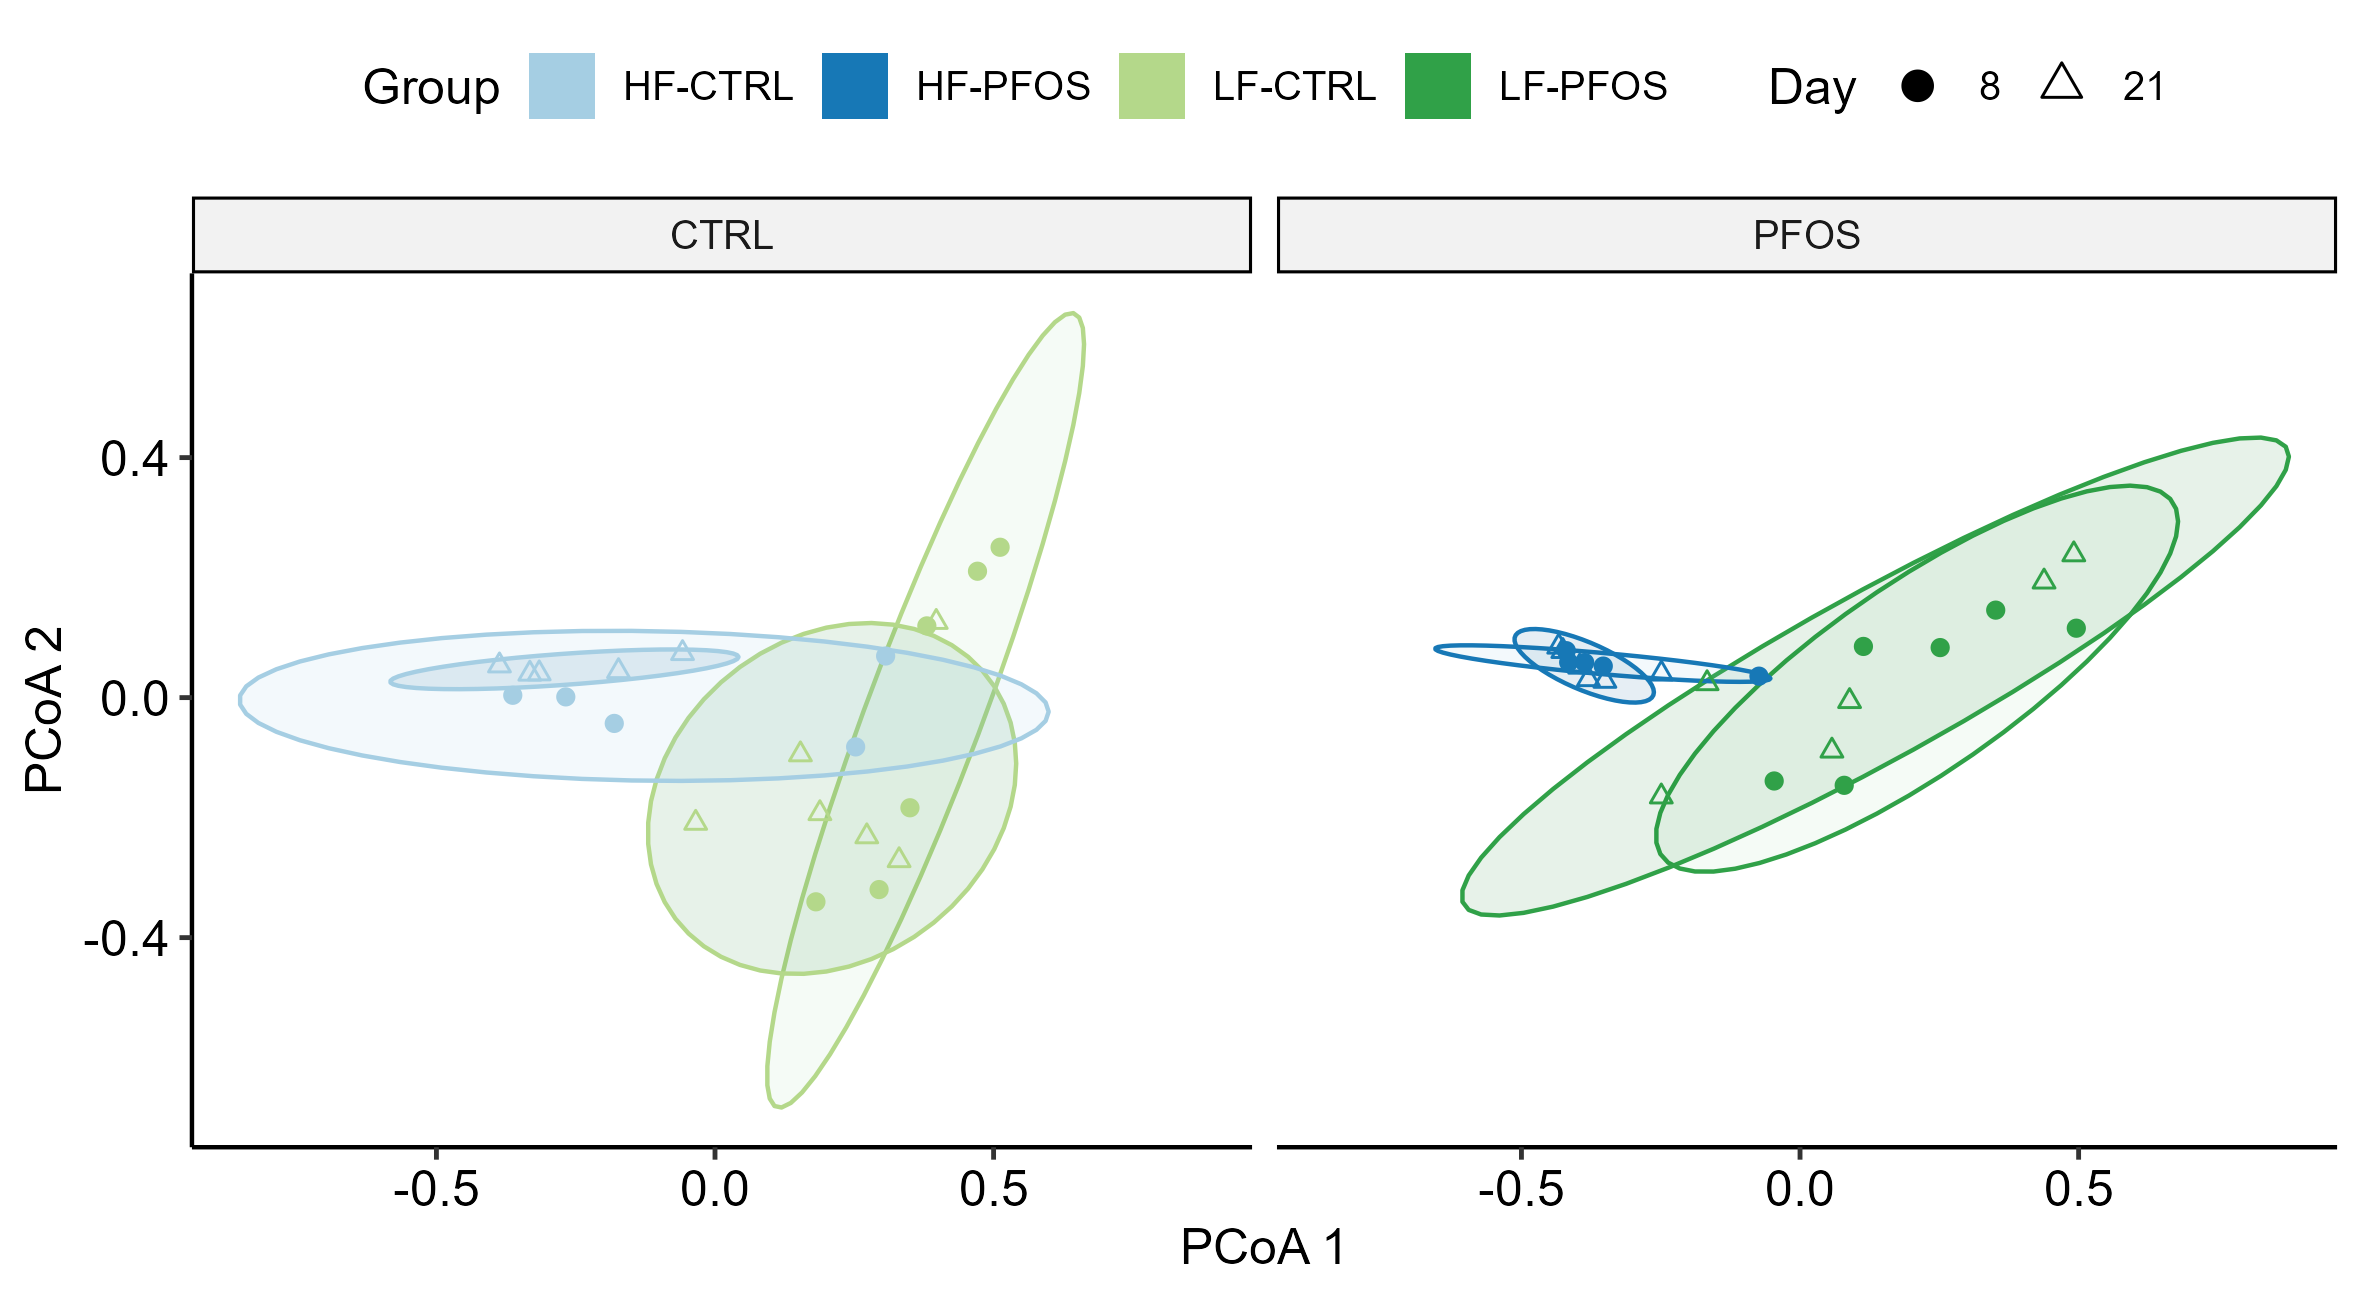 Group HF-CTRL HF-PFOS LF-CTRL LF-PFOS Day 8 21
CTRL PFOS
PCoA 2
0.4
0.0
-0.4
-0.5 0.0 0.5 -0.5 0.0 0.5
PCoA 1